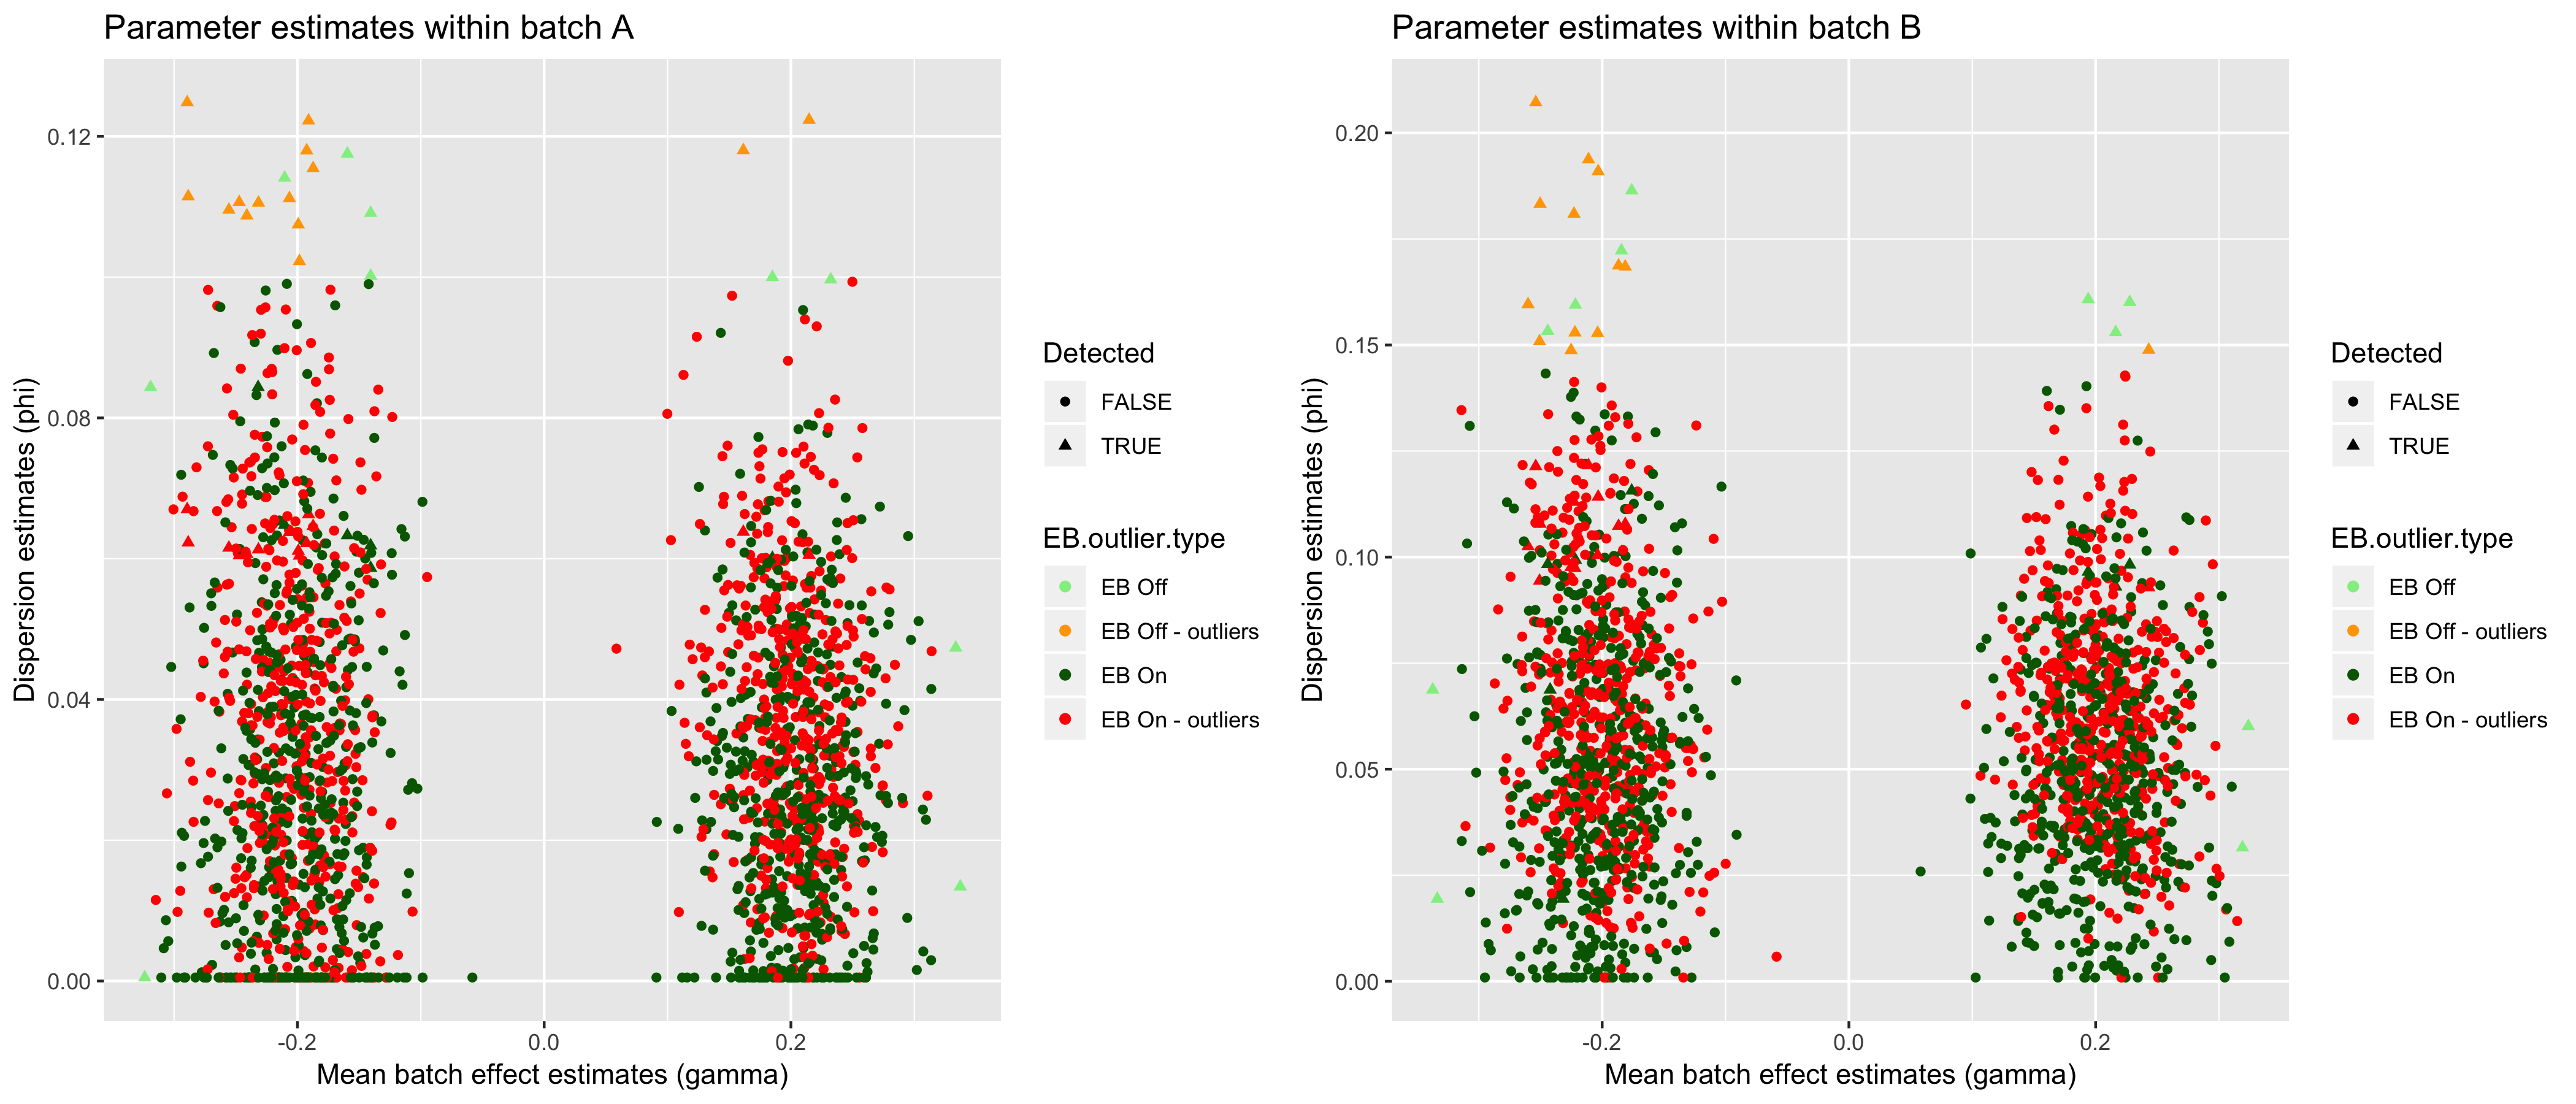 Parameter estimates within batch A
Dispersion estimates (phi)
0.12
0.08
0.04
0.00
-0.2
0.0
0.2
Mean batch effect estimates (gamma)
Detected
FALSE
TRUE
EB.outlier.type
EB Off
EB Off - outliers
EB On
EB On - outliers
Parameter estimates within batch B
Dispersion estimates (phi)
0.20
0.15
0.10
0.05
0.00
-0.2
0.0
0.2
Mean batch effect estimates (gamma)
Detected
FALSE
TRUE
EB.outlier.type
EB Off
EB Off - outliers
EB On
EB On - outliers